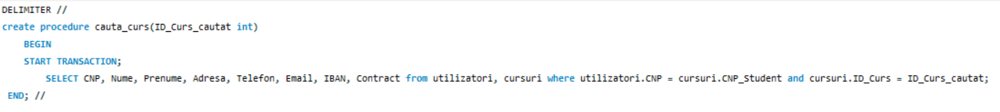 DELIMITER //
create procedure cauta_curs(ID_Curs_cautat int)
BEGIN
START TRANSACTION;
SELECT CNP, Nume, Prenume, Adresa, Telefon, Email, IBAN, Contract from utilizatori, cursuri where utilizatori.CNP = cursuri.CNP_Student and cursuri.ID_Curs = ID_Curs_cautat;
END; //